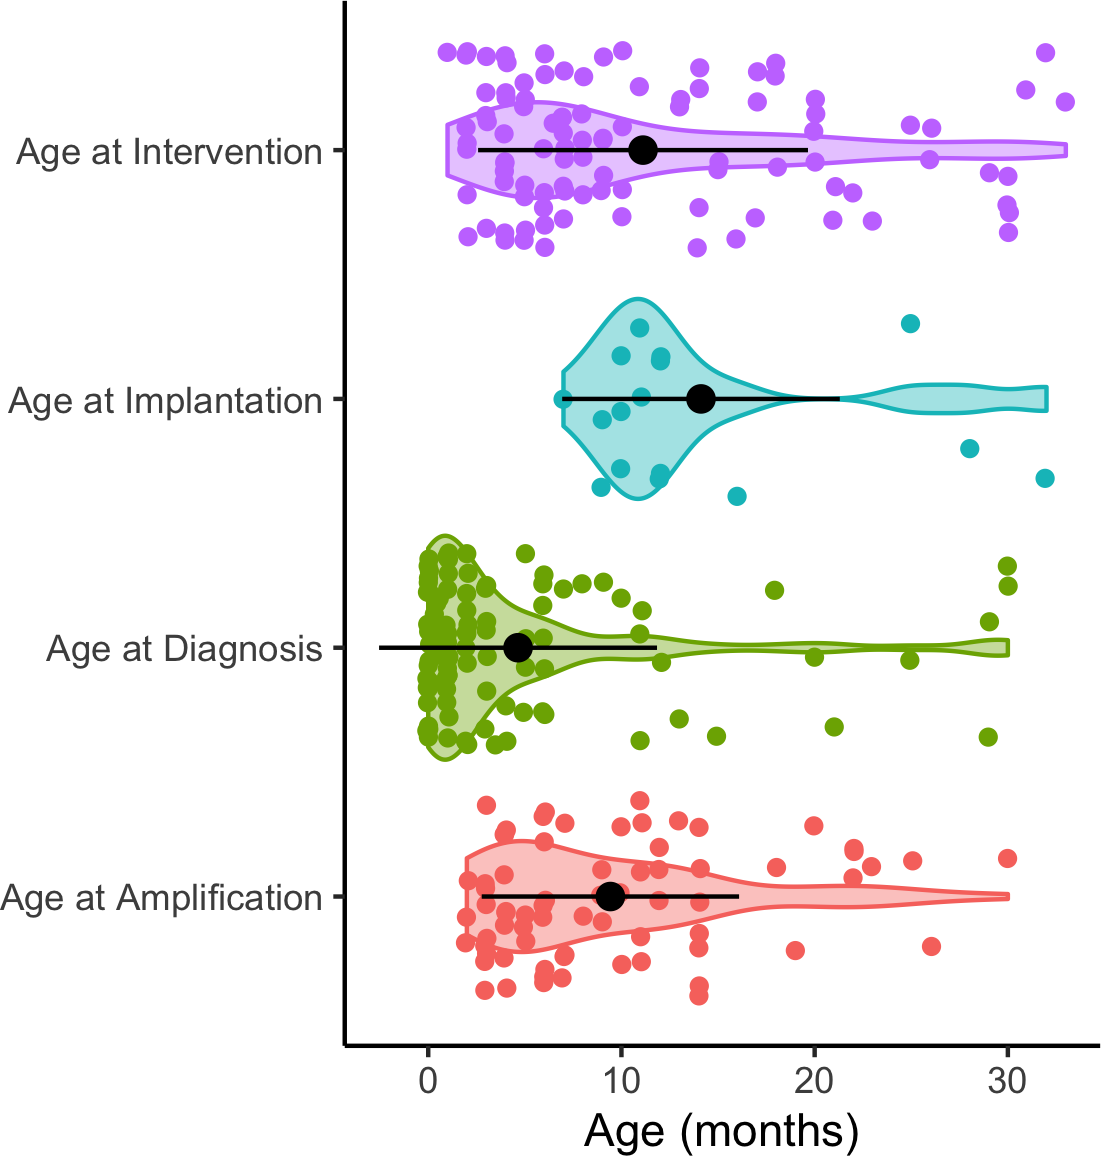 Age at Intervention
Age at Implantation
Age at Diagnosis
Age at Amplification
0 10 20 30
Age (months)